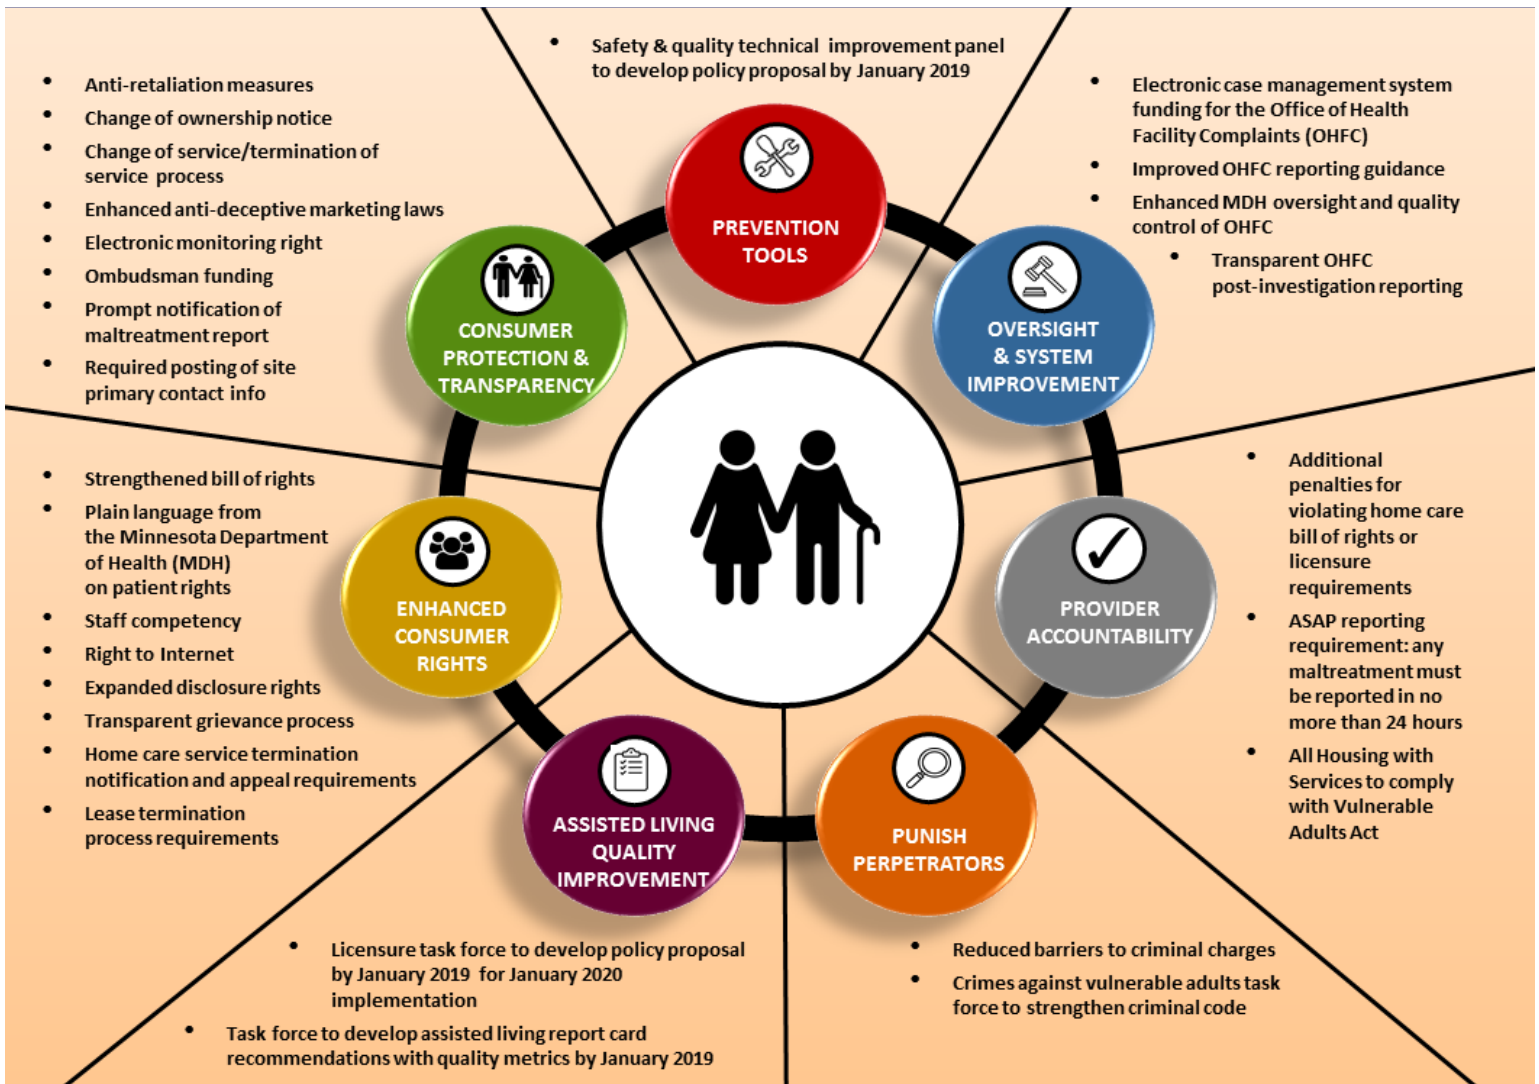 • Safety & quality technical improvement panel
to develop policy proposal by January 2019
PREVENTION
TOOLS
• Electronic case management system
funding for the Office of Health
Facility Complaints (OHFC)
• Improved OHFC reporting guidance
• Enhanced MDH oversight and quality
control of OHFC
• Transparent OHFC
post-investigation reporting
OVERSIGHT
& SYSTEM
IMPROVEMENT
• Additional
penalties for
violating home care
bill of rights or
licensure
requirements
• ASAP reporting
requirement: any
maltreatment must
be reported in no
more than 24 hours
• All Housing with
Services to comply
with Vulnerable
Adults Act
PROVIDER
ACCOUNTABILITY
PUNISH
PERPETRATORS
• Reduced barriers to criminal charges
• Crimes against vulnerable adults task
force to strengthen criminal code
ASSISTED LIVING
QUALITY
IMPROVEMENT
• Licensure task force to develop policy proposal
by January 2019 for January 2020
implementation
• Task force to develop assisted living report card
recommendations with quality metrics by January 2019
ENHANCED
CONSUMER
RIGHTS
• Strengthened bill of rights
• Plain language from
the Minnesota Department
of Health (MDH)
on patient rights
• Staff competency
• Right to Internet
• Expanded disclosure rights
• Transparent grievance process
• Home care service termination
notification and appeal requirements
• Lease termination
process requirements
CONSUMER
PROTECTION &
TRANSPARENCY
• Anti-retaliation measures
• Change of ownership notice
• Change of service/termination of
service process
• Enhanced anti-deceptive marketing laws
• Electronic monitoring right
• Ombudsman funding
• Prompt notification of
maltreatment report
• Required posting of site
primary contact info